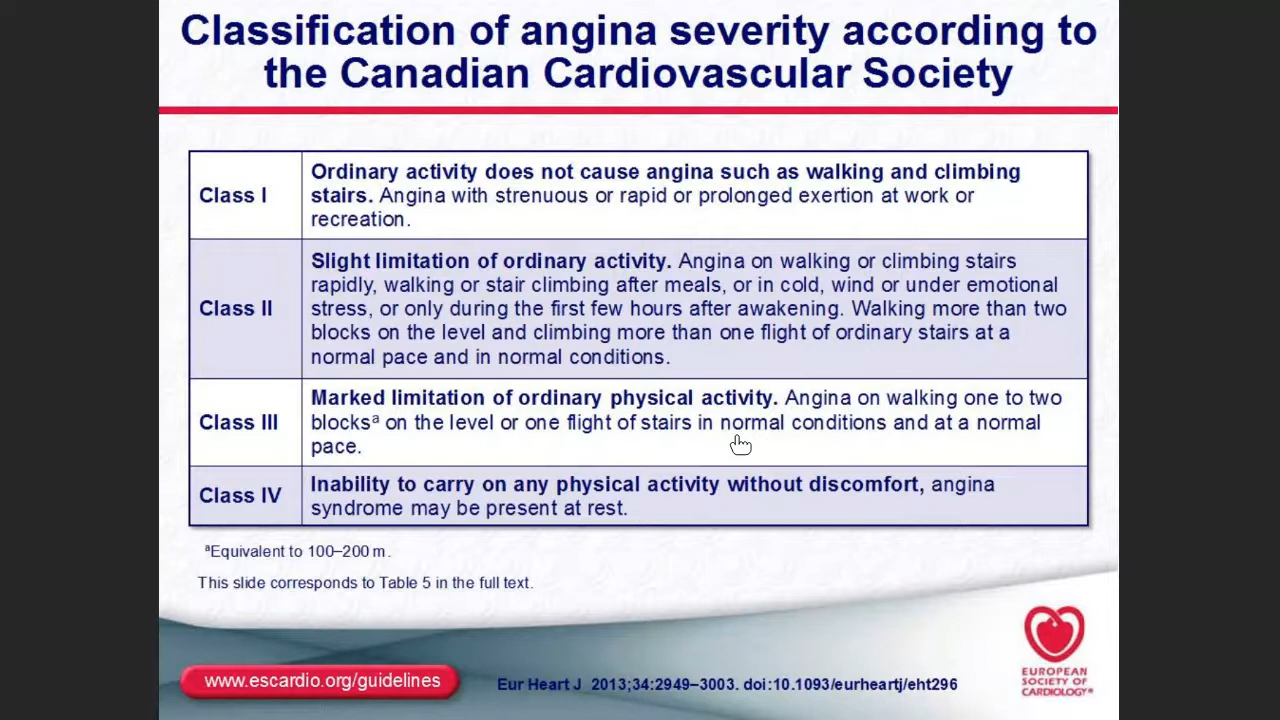 Classification of angina severity according to
the Canadian Cardiovascular Society
Class I
Ordinary activity does not cause angina such as walking and climbing
stairs. Angina with strenuous or rapid or prolonged exertion at work or
recreation.
Class II
Slight limitation of ordinary activity. Angina on walking or climbing stairs
rapidly, walking or stair climbing after meals, or in cold, wind or under emotional
stress, or only during the first few hours after awakening. Walking more than two
blocks on the level and climbing more than one flight of ordinary stairs at a
normal pace and in normal conditions.
Class III
Marked limitation of ordinary physical activity. Angina on walking one to two
blocksᵃ on the level or one flight of stairs in normal conditions and at a normal
pace.
Class IV
Inability to carry on any physical activity without discomfort, angina
syndrome may be present at rest.
ᵃEquivalent to 100–200 m.
This slide corresponds to Table 5 in the full text.
www.escardio.org/guidelines
Eur Heart J 2013;34:2949–3003. doi:10.1093/eurheartj/eht296
EUROPEAN
SOCIETY OF
CARDIOLOGY®